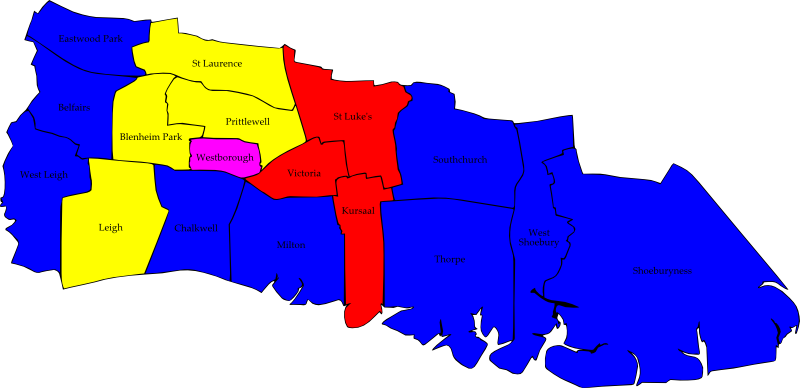 Eastwood Park
St Laurence
Belfairs
Prittlewell
St Luke's
Blenheim Park
Westborough
Southchurch
West Leigh
Victoria
Kursaal
Leigh
Chalkwell
Milton
West
Shoebury
Thorpe
Shoeburyness